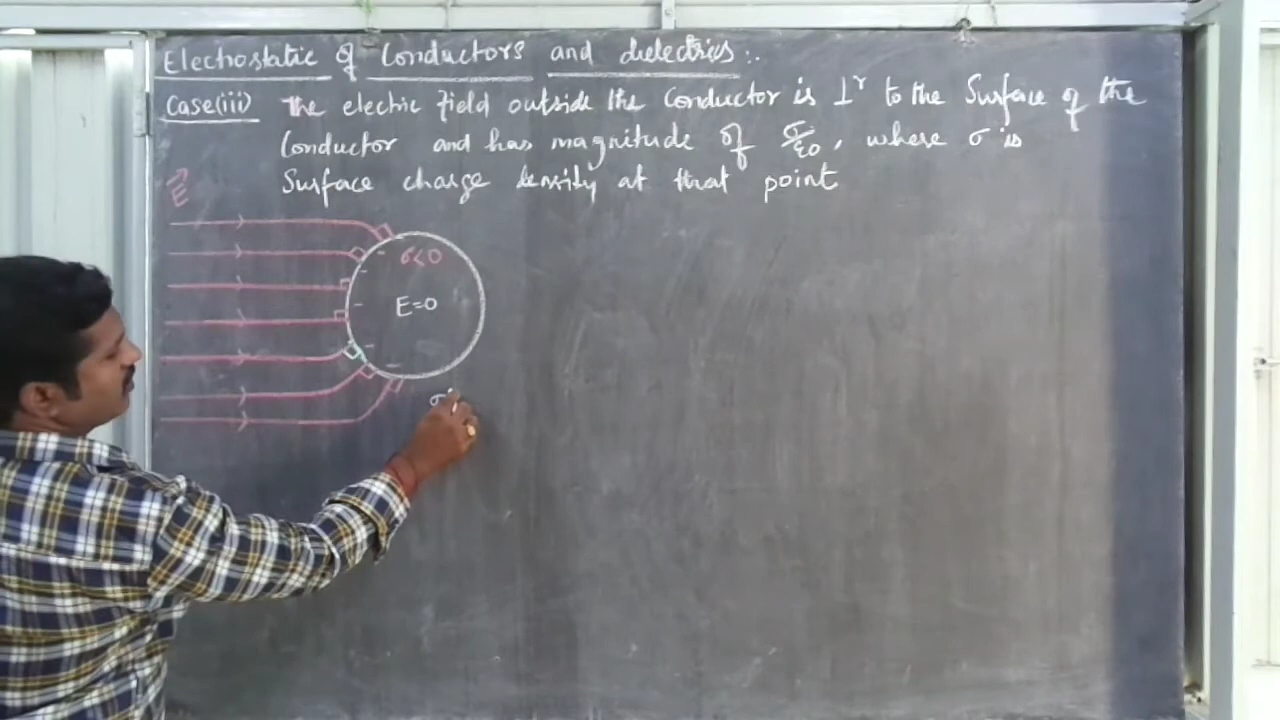 Electrostatic of Conductors and dielectrics:.
Case(iii) The electric field outside the conductor is ⊥r to the Surface of the
Conductor and has magnitude of σ/ε0, where σ is
Surface charge density at that point
E→
σ<0
E=0
σ